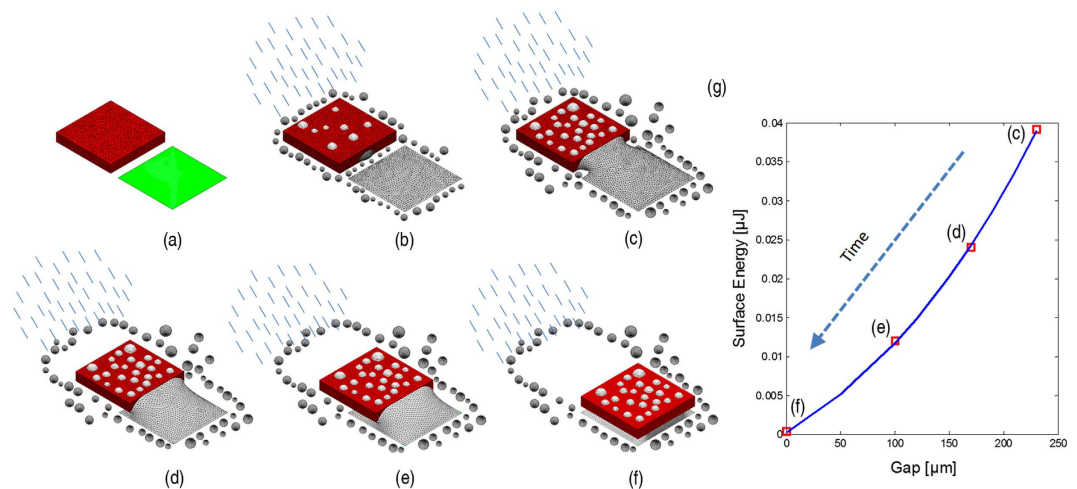 (a)
(b)
(c)
(d)
(e)
(f)
(g)
Surface Energy [µJ]
0.04
0.035
0.03
0.025
0.02
0.015
0.01
0.005
0
(c)
(d)
(e)
(f)
Time
0 50 100 150 200 250
Gap [µm]